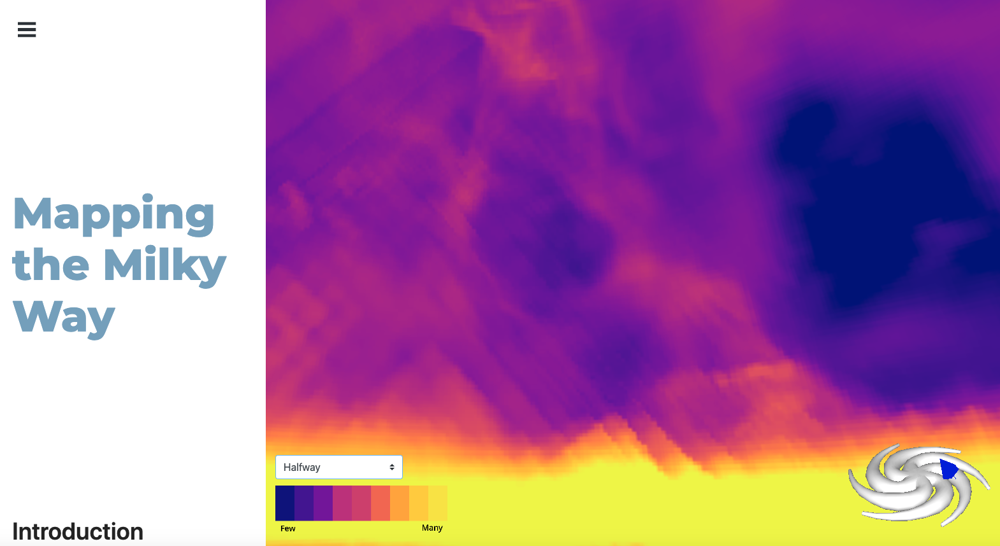 Mapping
the Milky
Way
Introduction
Halfway
Few
Many